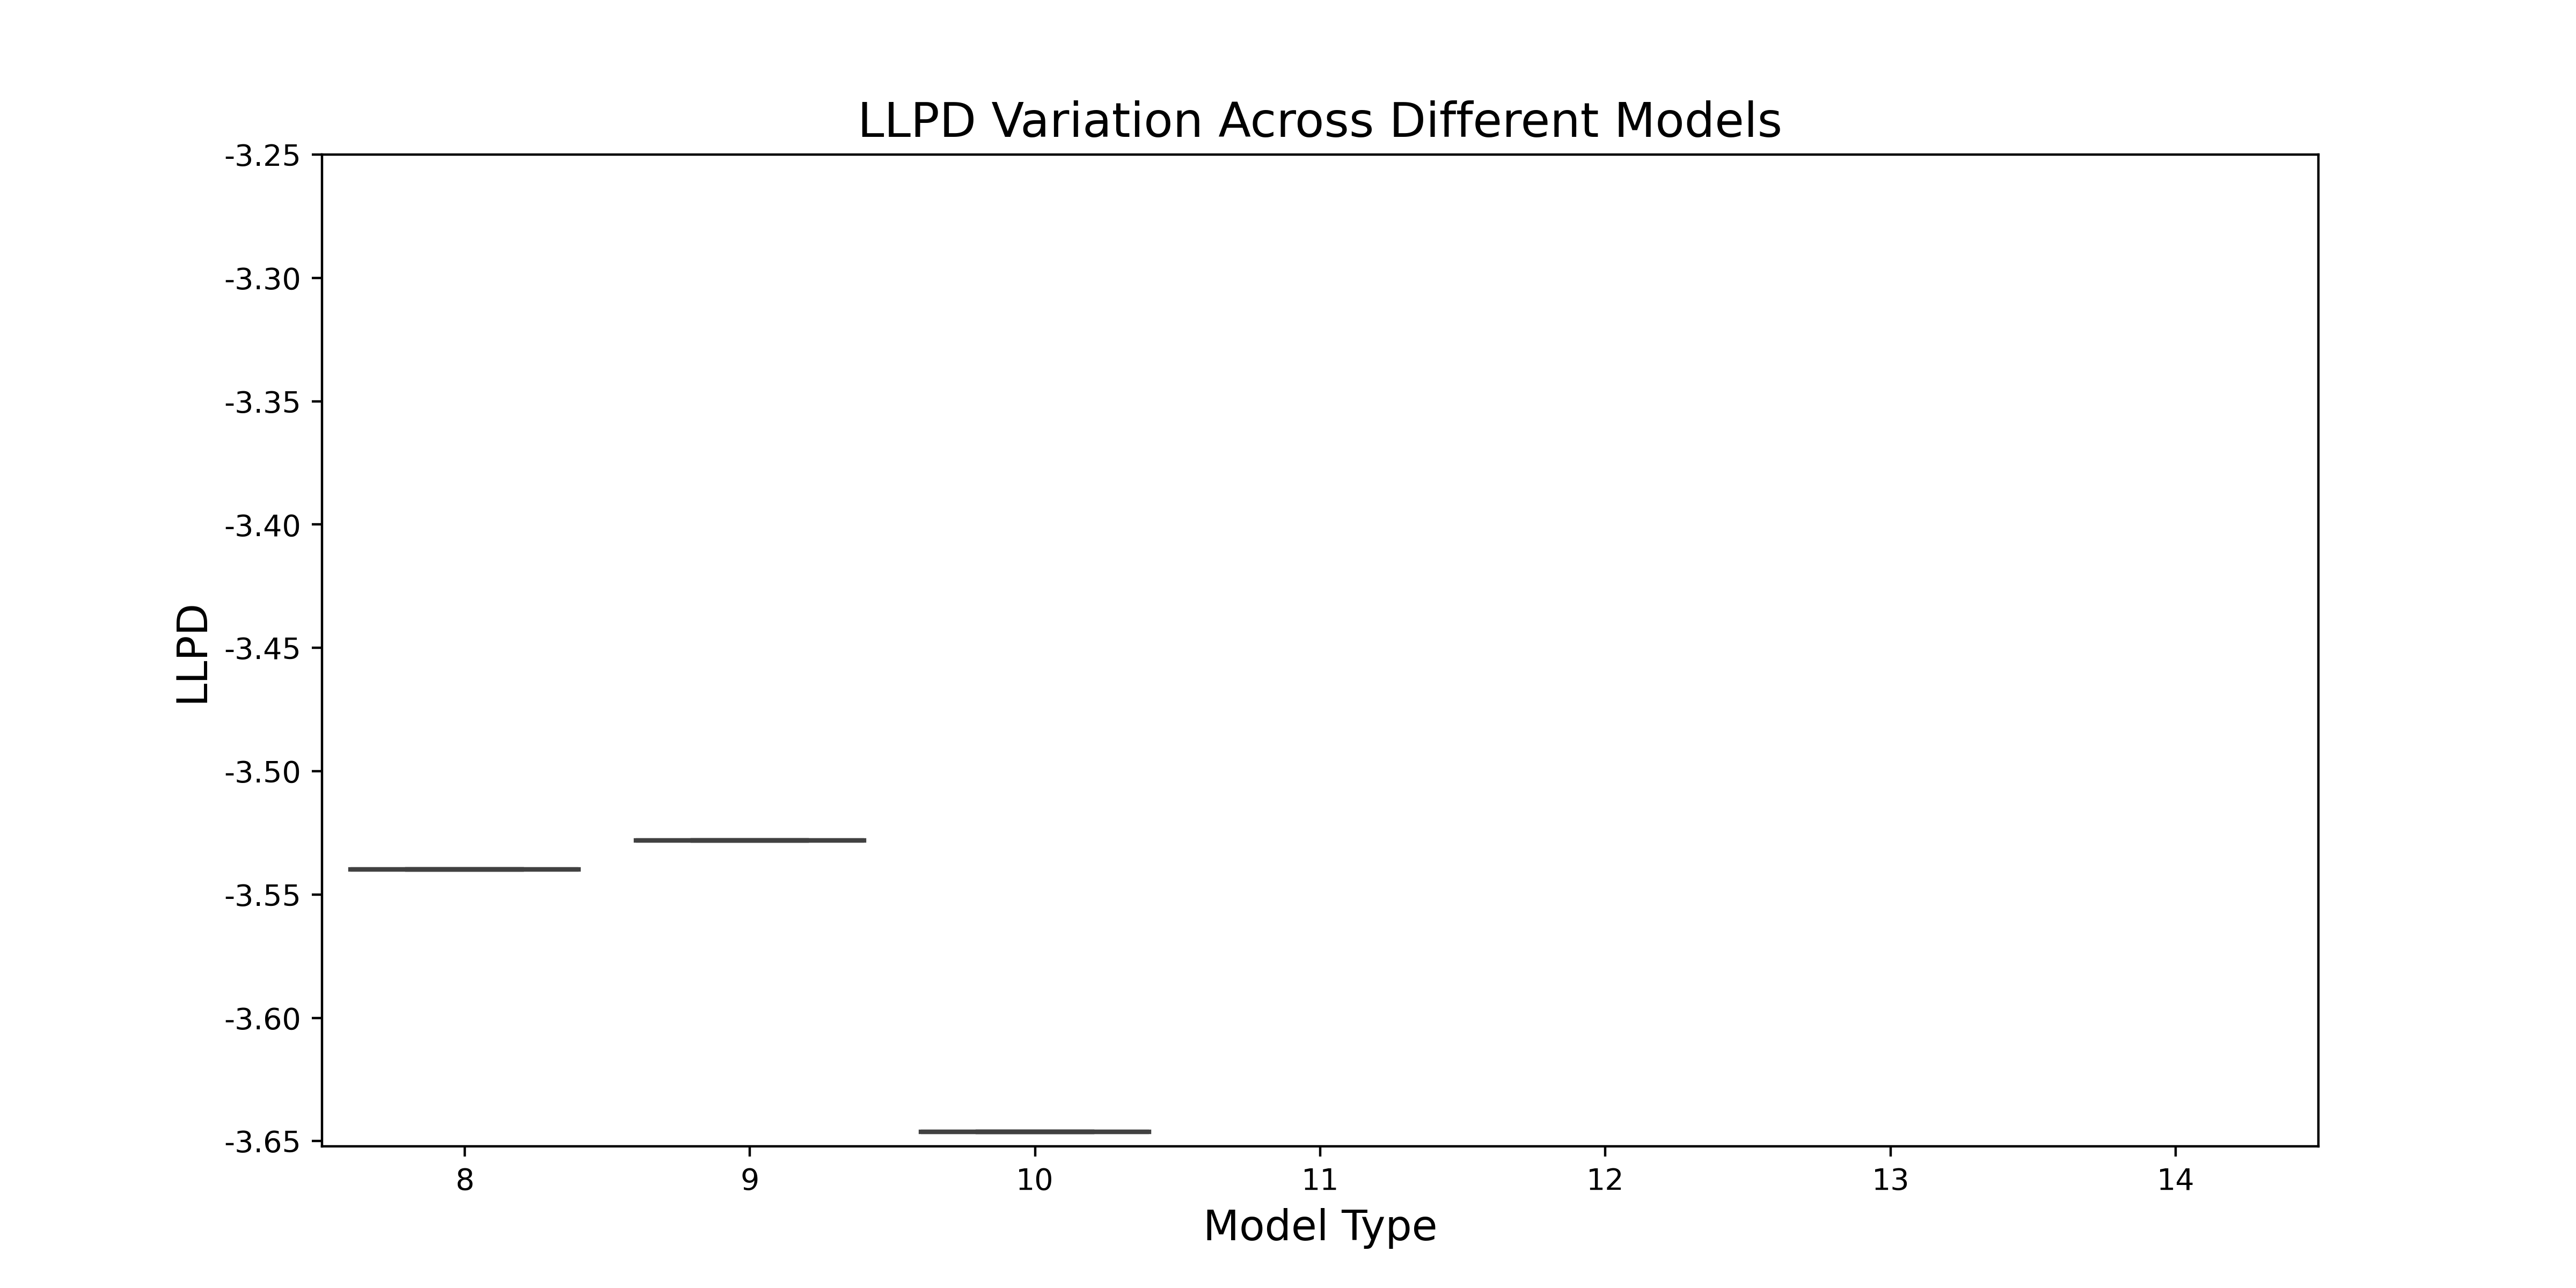 LLPD Variation Across Different Models
-3.25
-3.30
-3.35
-3.40
-3.45
-3.50
-3.55
-3.60
-3.65
LLPD
8 9 10 11 12 13 14
Model Type